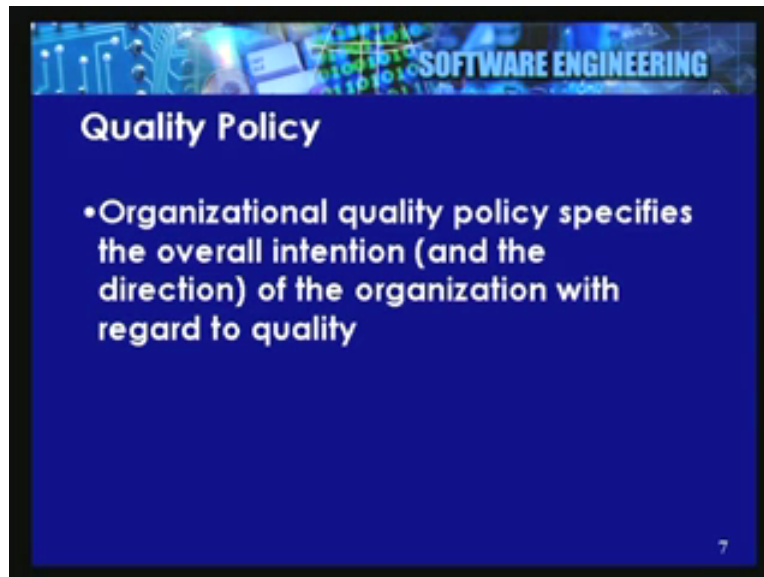 SOFTWARE ENGINEERING
Quality Policy
•Organizational quality policy specifies
the overall intention (and the
direction) of the organization with
regard to quality
7